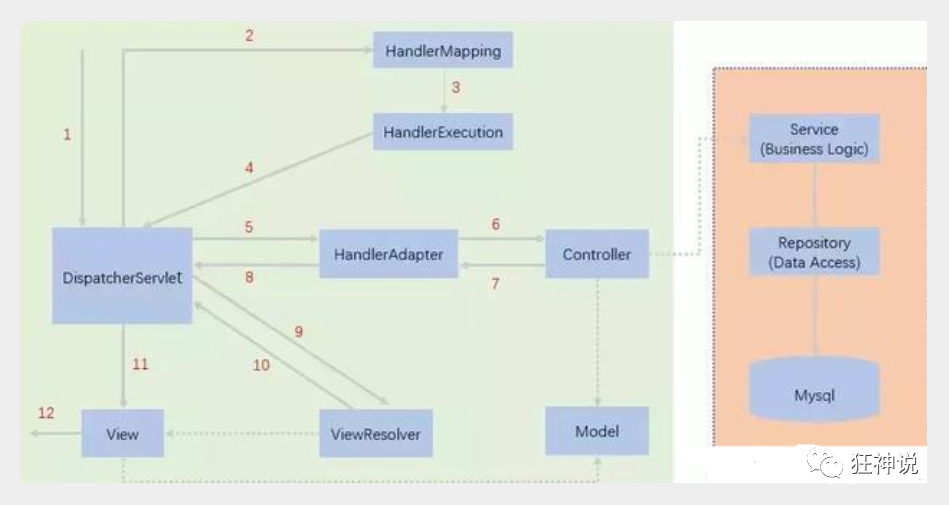 2
HandlerMapping
3
1
HandlerExecution
Service
(Business Logic)
4
5
6
HandlerAdapter
Controller
Repository
(Data Access)
DispatcherServlet
8
7
9
11
10
Mysql
12
View
ViewResolver
Model
狂神说